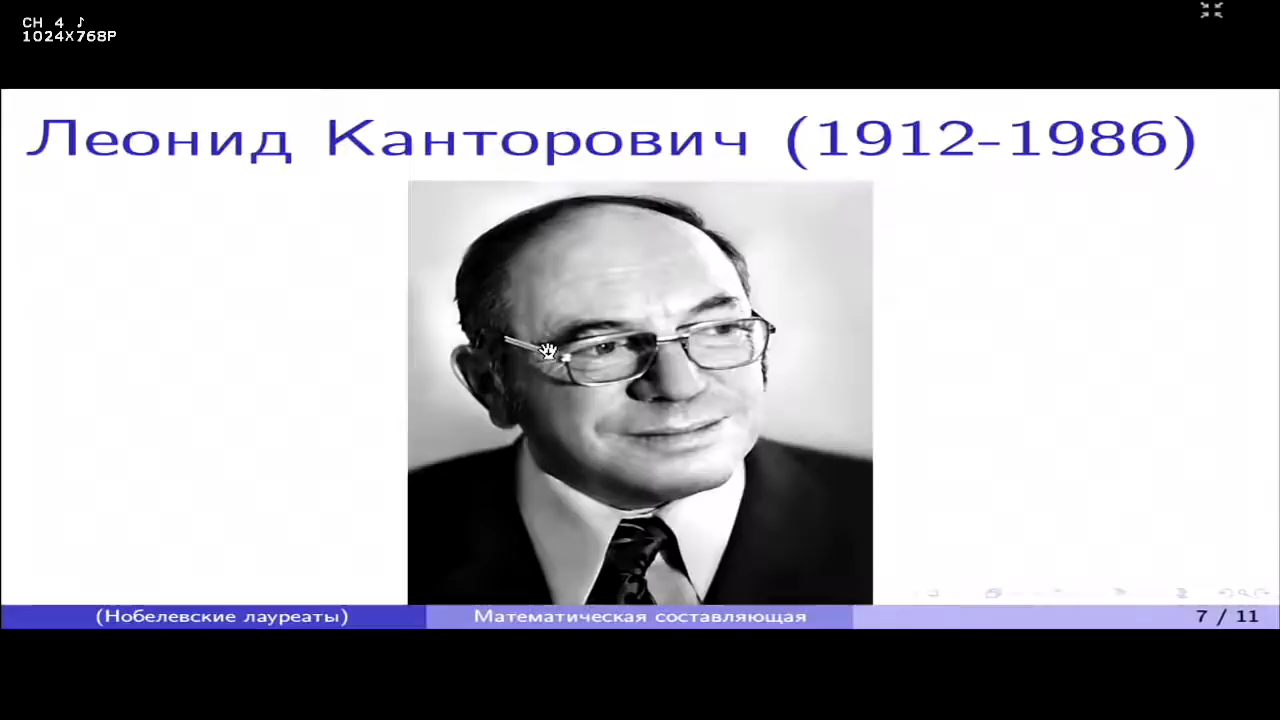 CH 4 ♪
1024X768P
Леонид Канторович (1912-1986)
(Нобелевские лауреаты)
Математическая составляющая
7 / 11